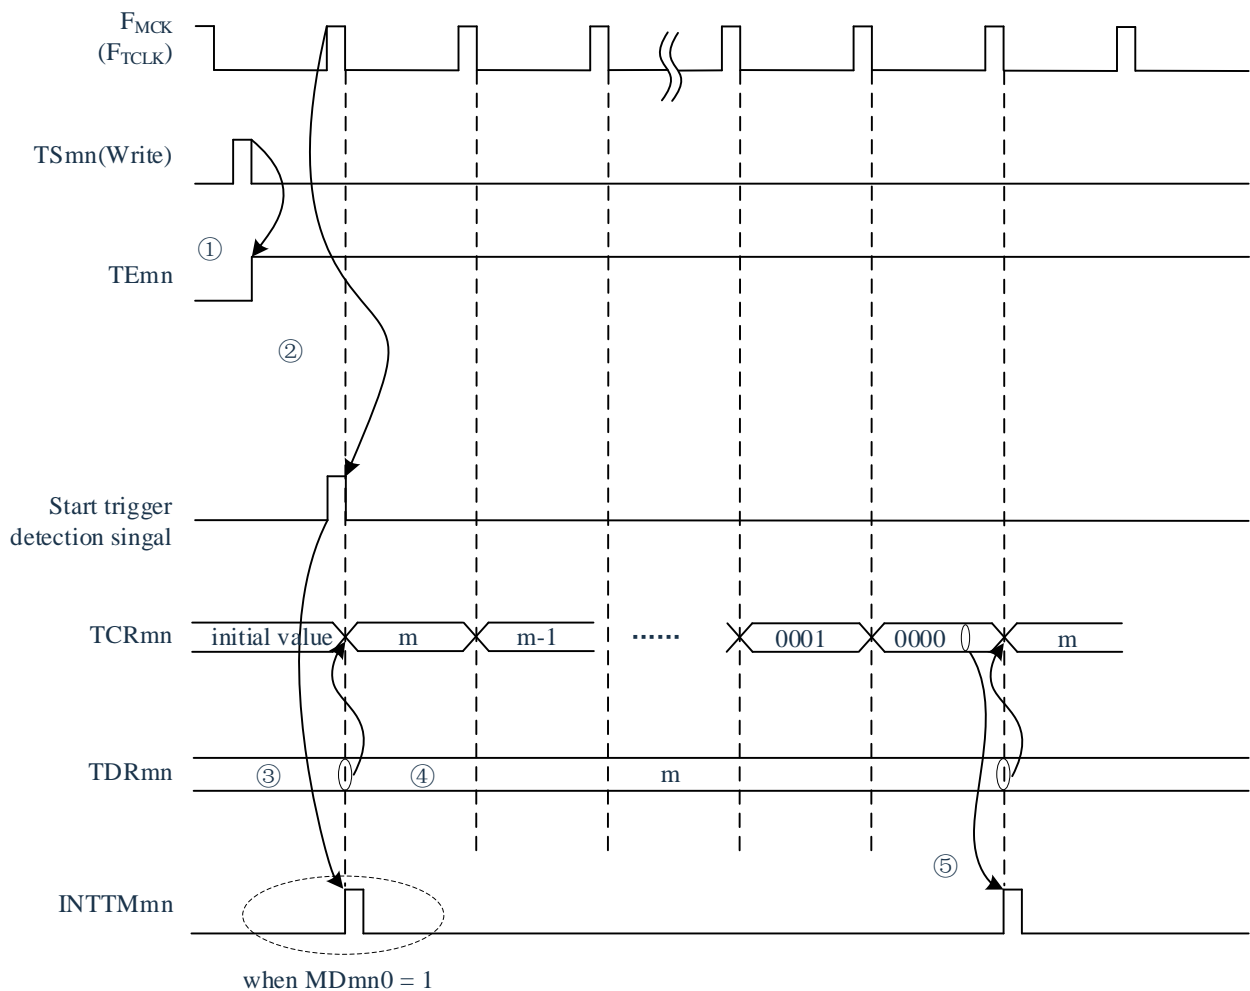 FMCK
(FTCLK)
TSmn(Write)
①
TEmn
②
Start trigger
detection singal
TCRmn initial value m m-1 ...... 0001 0000 m
TDRmn ③ ④ m
⑤
INTTMmn
when MDmn0 = 1